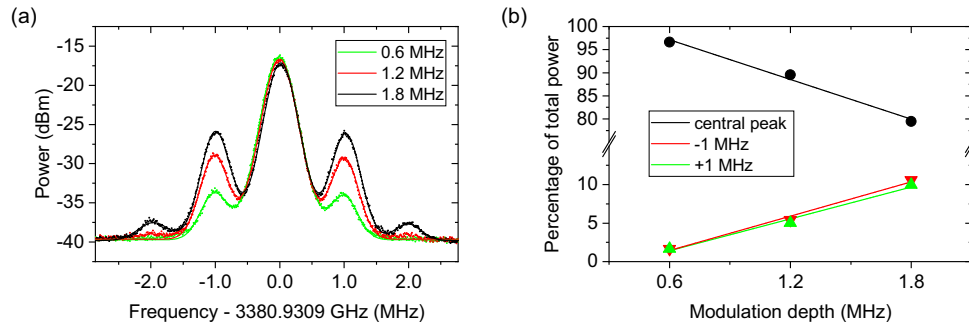 (a)
-15
-20
-25
-30
-35
-40
Power (dBm)
0.6 MHz
1.2 MHz
1.8 MHz
-2.0 -1.0 0.0 1.0 2.0
Frequency - 3380.9309 GHz (MHz)
(b)
100
95
90
85
80
10
5
0
Percentage of total power
central peak
-1 MHz
+1 MHz
0.6 1.2 1.8
Modulation depth (MHz)